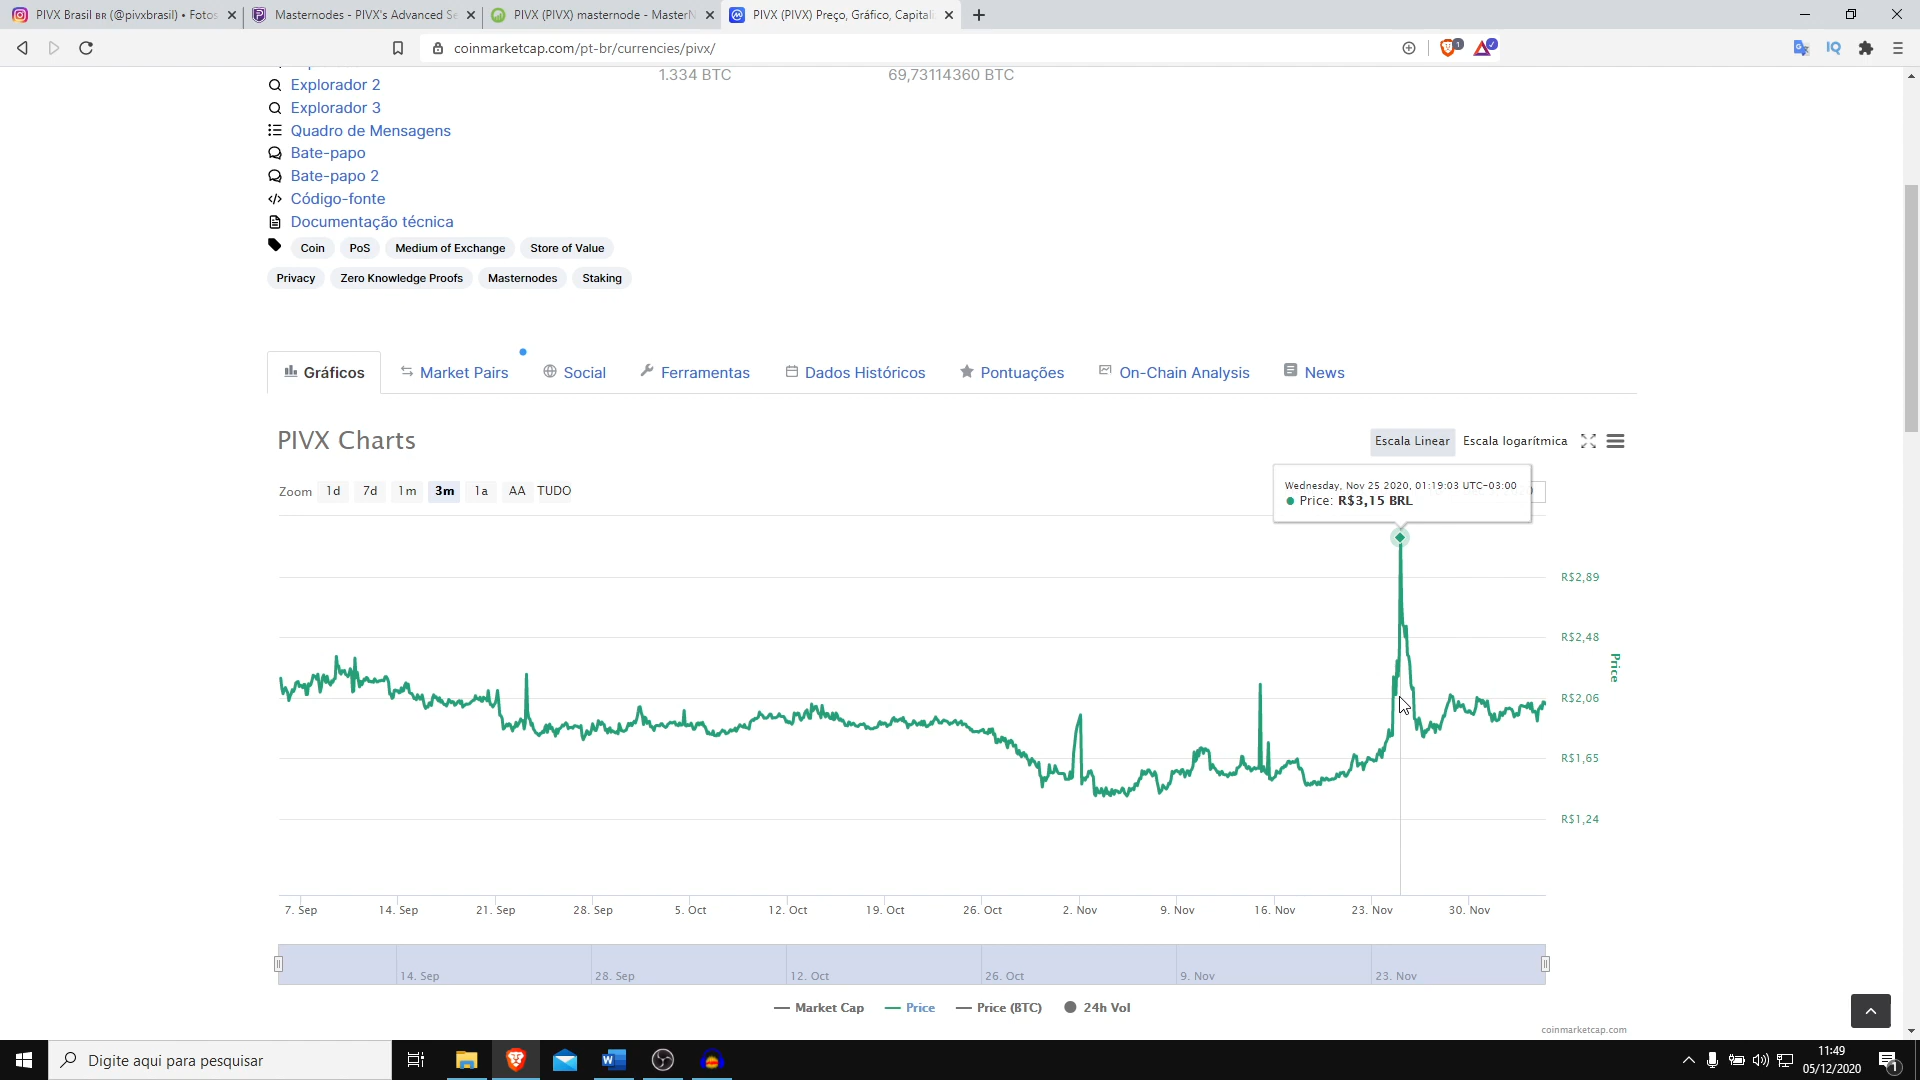 PIVX Brasil BR (@pivxbrasil) • Fotos
Masternodes - PIVX's Advanced Se
PIVX (PIVX) masternode - MasterN
PIVX (PIVX) Preço, Gráfico, Capitali
coinmarketcap.com/pt-br/currencies/pivx/
1
IQ
1.334 BTC
69,73114360 BTC
Explorador 2
Explorador 3
Quadro de Mensagens
Bate-papo
Bate-papo 2
Código-fonte
Documentação técnica
Coin
PoS
Medium of Exchange
Store of Value
Privacy
Zero Knowledge Proofs
Masternodes
Staking
Gráficos
Market Pairs
Social
Ferramentas
Dados Históricos
Pontuações
On-Chain Analysis
News
PIVX Charts
Escala Linear
Escala logarítmica
Zoom
1d
7d
1m
3m
1a
AA
TUDO
Wednesday, Nov 25 2020, 01:19:03 UTC-03:00
Price: R$3,15 BRL
R$2,89
R$2,48
R$2,06
R$1,65
R$1,24
Price
7. Sep
14. Sep
21. Sep
28. Sep
5. Oct
12. Oct
19. Oct
26. Oct
2. Nov
9. Nov
16. Nov
23. Nov
30. Nov
14. Sep
28. Sep
12. Oct
26. Oct
9. Nov
23. Nov
Market Cap
Price
Price (BTC)
24h Vol
coinmarketcap.com
Digite aqui para pesquisar
11:49
05/12/2020
1